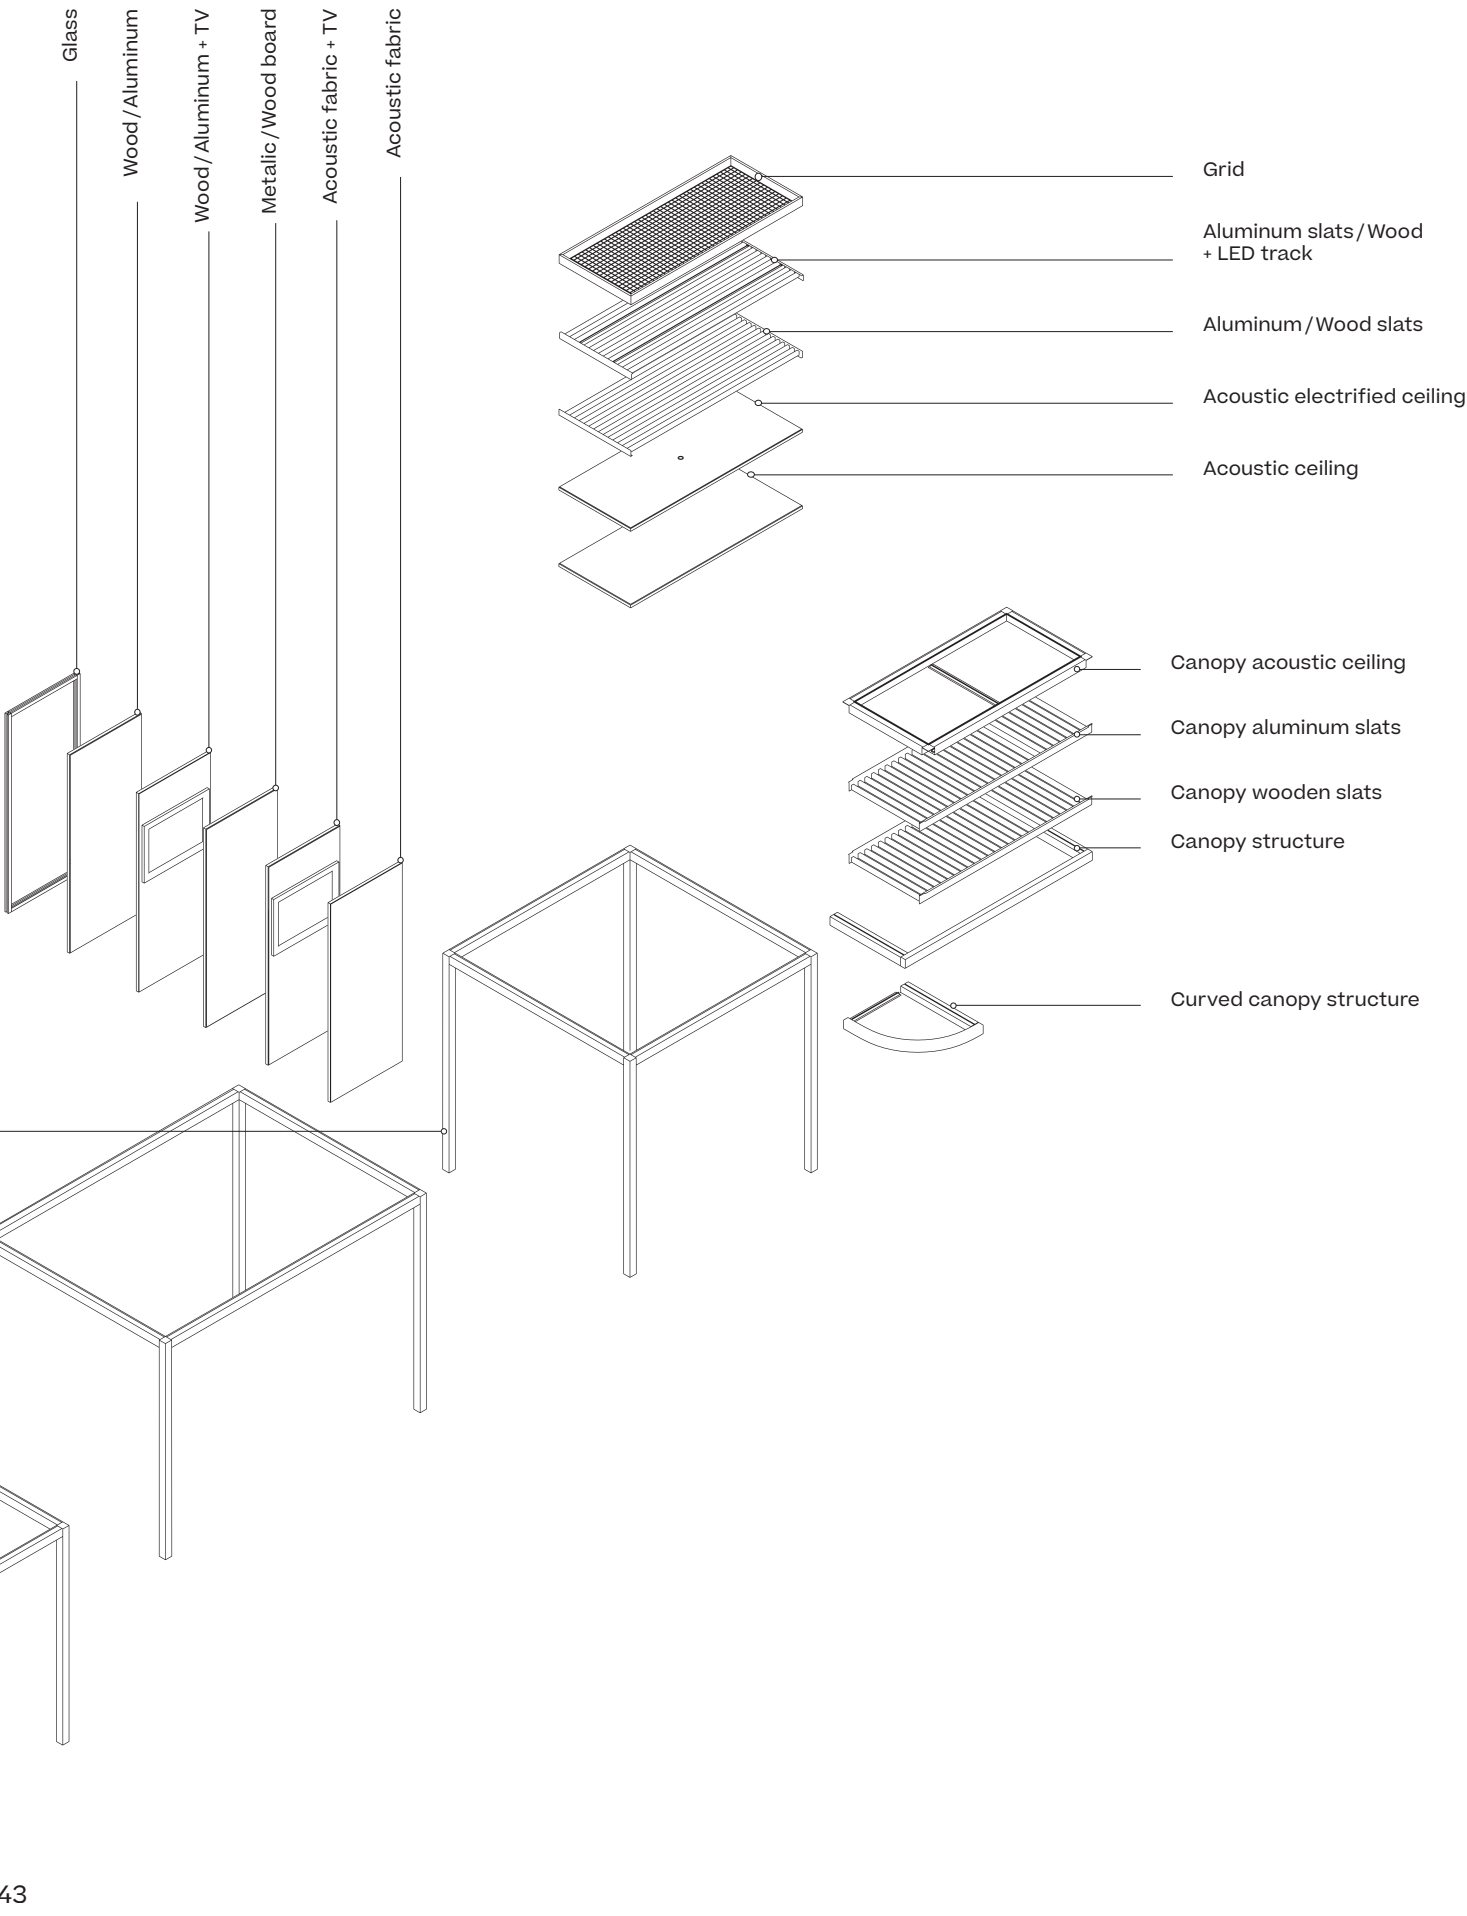 Glass
Wood/Aluminum
Wood/Aluminum + TV
Metalic/Wood board
Acoustic fabric + TV
Acoustic fabric
Grid
Aluminum slats/Wood
+ LED track
Aluminum/Wood slats
Acoustic electrified ceiling
Acoustic ceiling
Canopy acoustic ceiling
Canopy aluminum slats
Canopy wooden slats
Canopy structure
Curved canopy structure
43